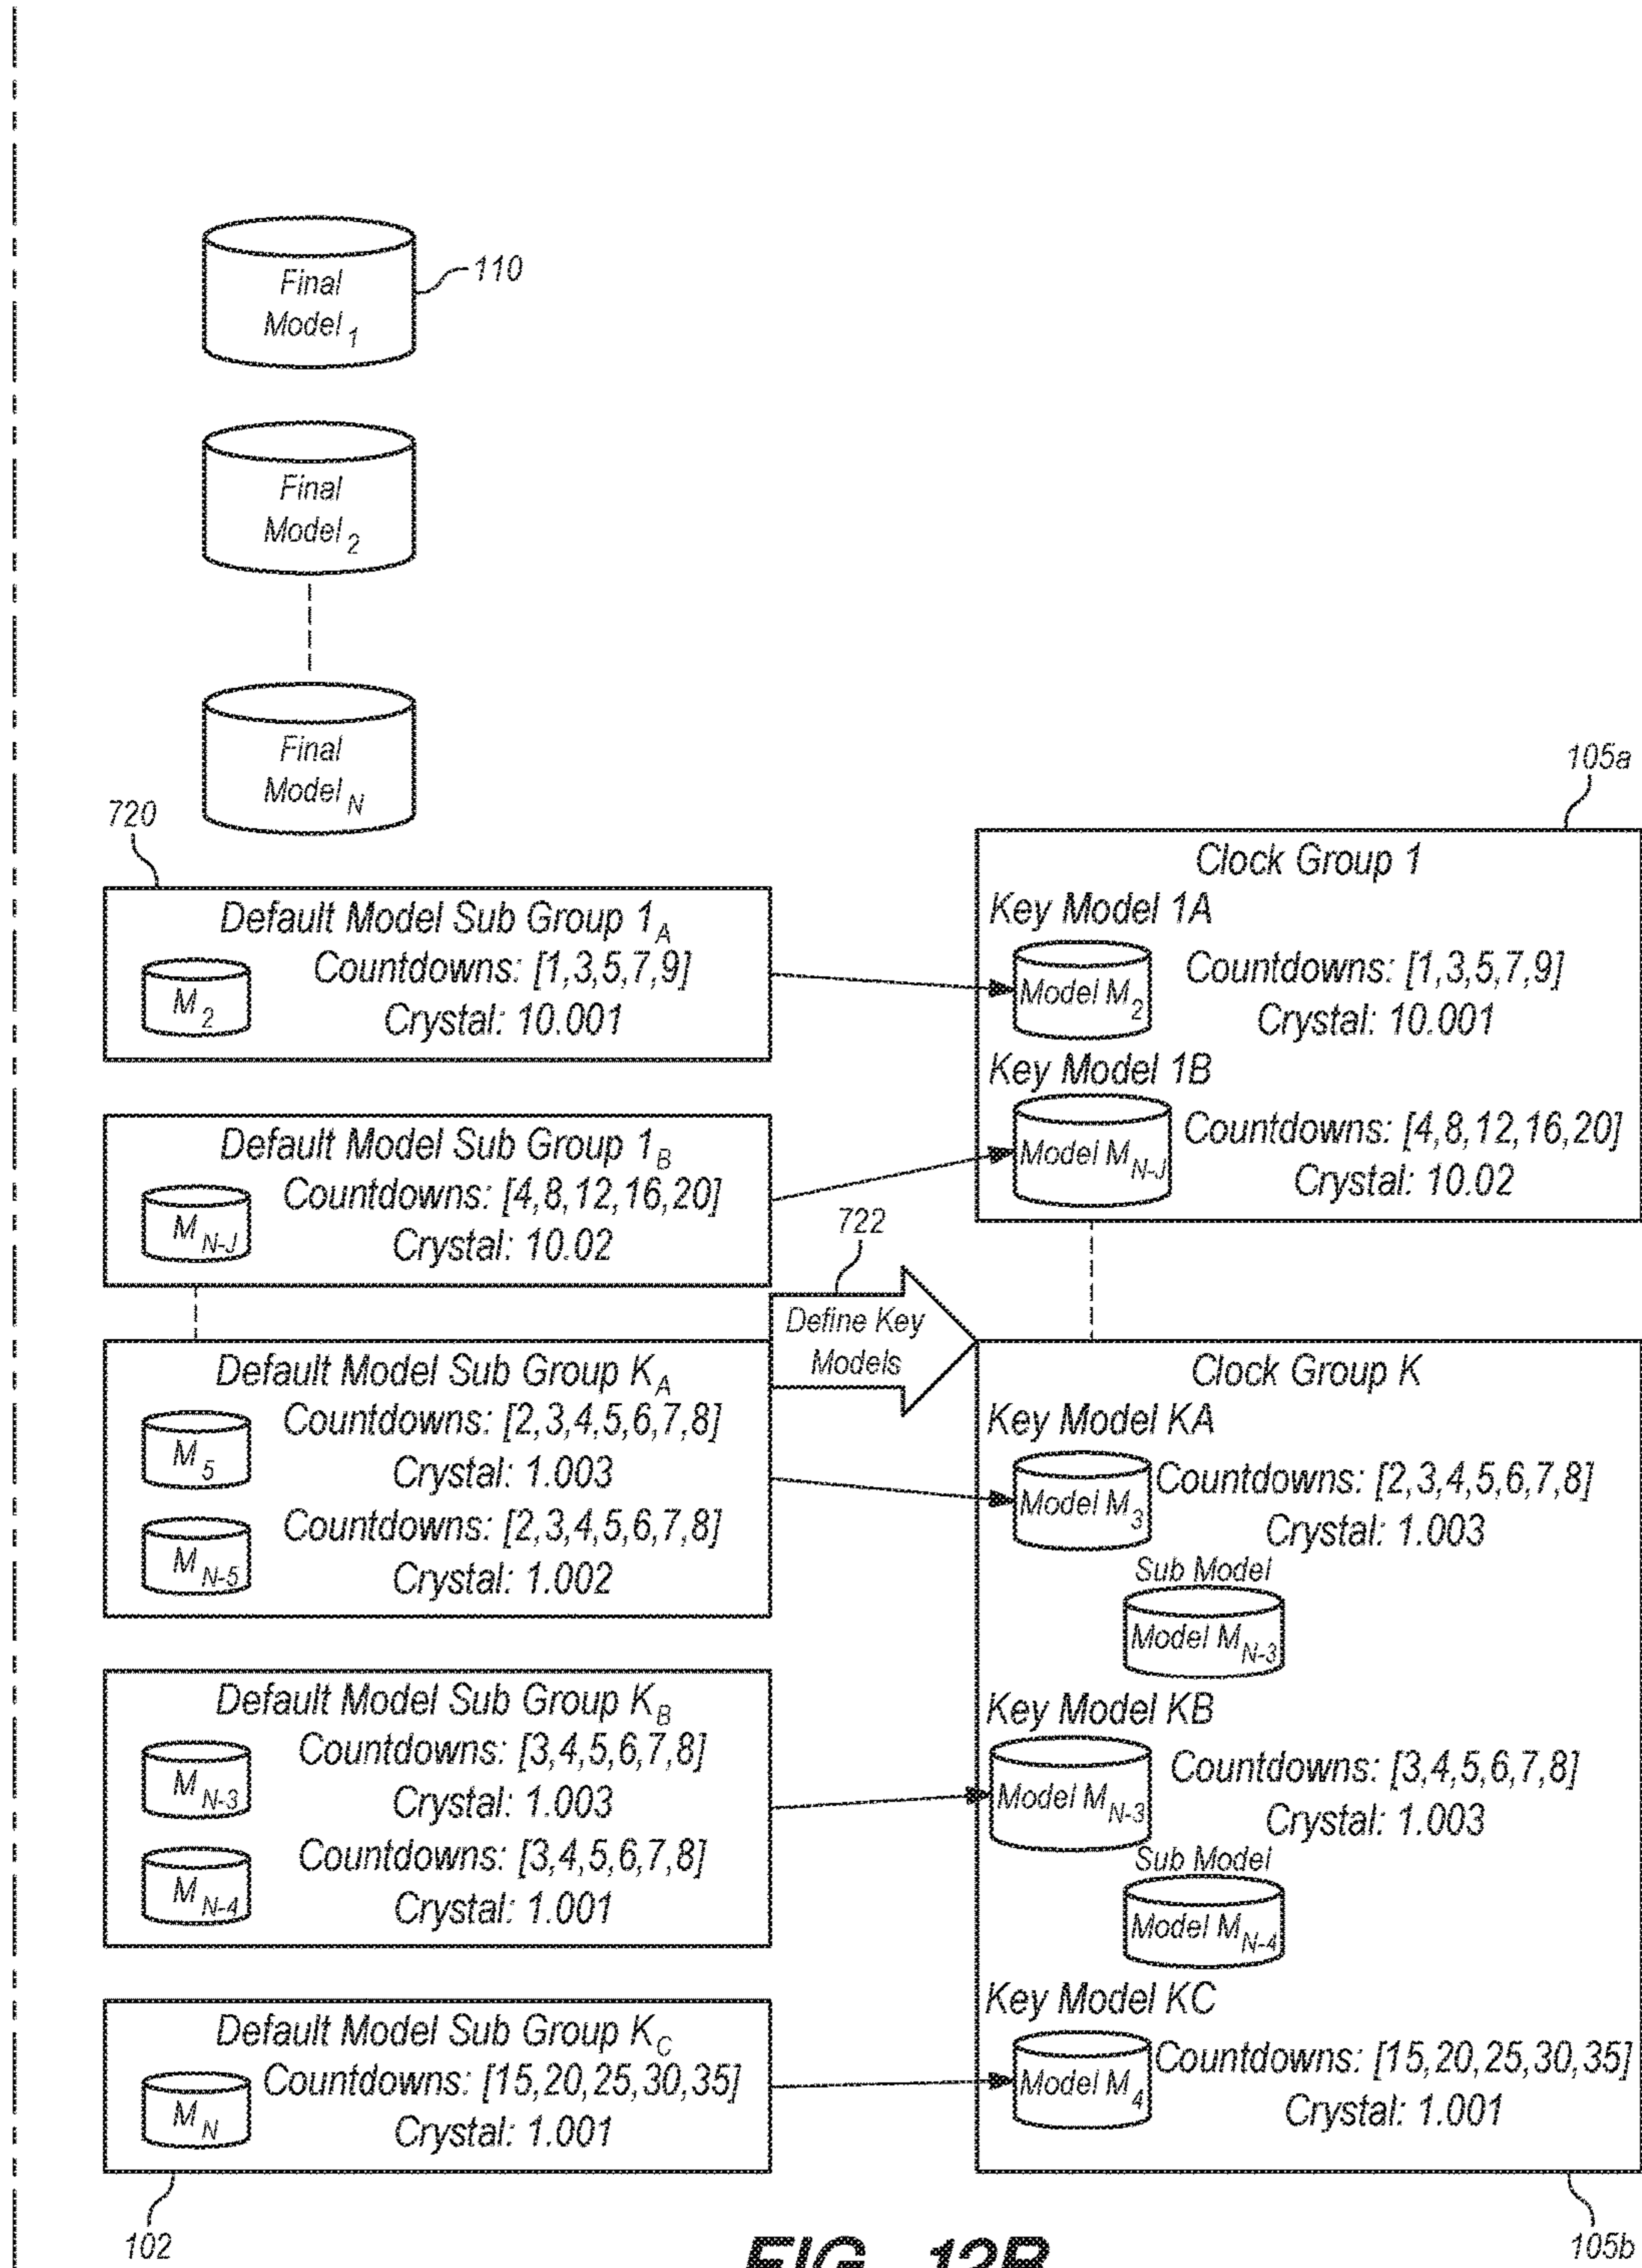 Final
Model 1
110
Final
Model 2
Final
Model N
720
Default Model Sub Group 1A
M2
Countdowns: [1,3,5,7,9]
Crystal: 10.001
Default Model Sub Group 1B
MN-J
Countdowns: [4,8,12,16,20]
Crystal: 10.02
Default Model Sub Group KA
M5
Countdowns: [2,3,4,5,6,7,8]
Crystal: 1.003
MN-5
Countdowns: [2,3,4,5,6,7,8]
Crystal: 1.002
Default Model Sub Group KB
MN-3
Countdowns: [3,4,5,6,7,8]
Crystal: 1.003
MN-4
Countdowns: [3,4,5,6,7,8]
Crystal: 1.001
Default Model Sub Group KC
MN
Countdowns: [15,20,25,30,35]
Crystal: 1.001
102
722
Define Key
Models
105a
Clock Group 1
Key Model 1A
Model M2
Countdowns: [1,3,5,7,9]
Crystal: 10.001
Key Model 1B
Model MN-J
Countdowns: [4,8,12,16,20]
Crystal: 10.02
Clock Group K
Key Model KA
Model M3
Countdowns: [2,3,4,5,6,7,8]
Crystal: 1.003
Sub Model
Model MN-3
Key Model KB
Model MN-3
Countdowns: [3,4,5,6,7,8]
Crystal: 1.003
Sub Model
Model MN-4
Key Model KC
Model M4
Countdowns: [15,20,25,30,35]
Crystal: 1.001
105b
FIG. 12B